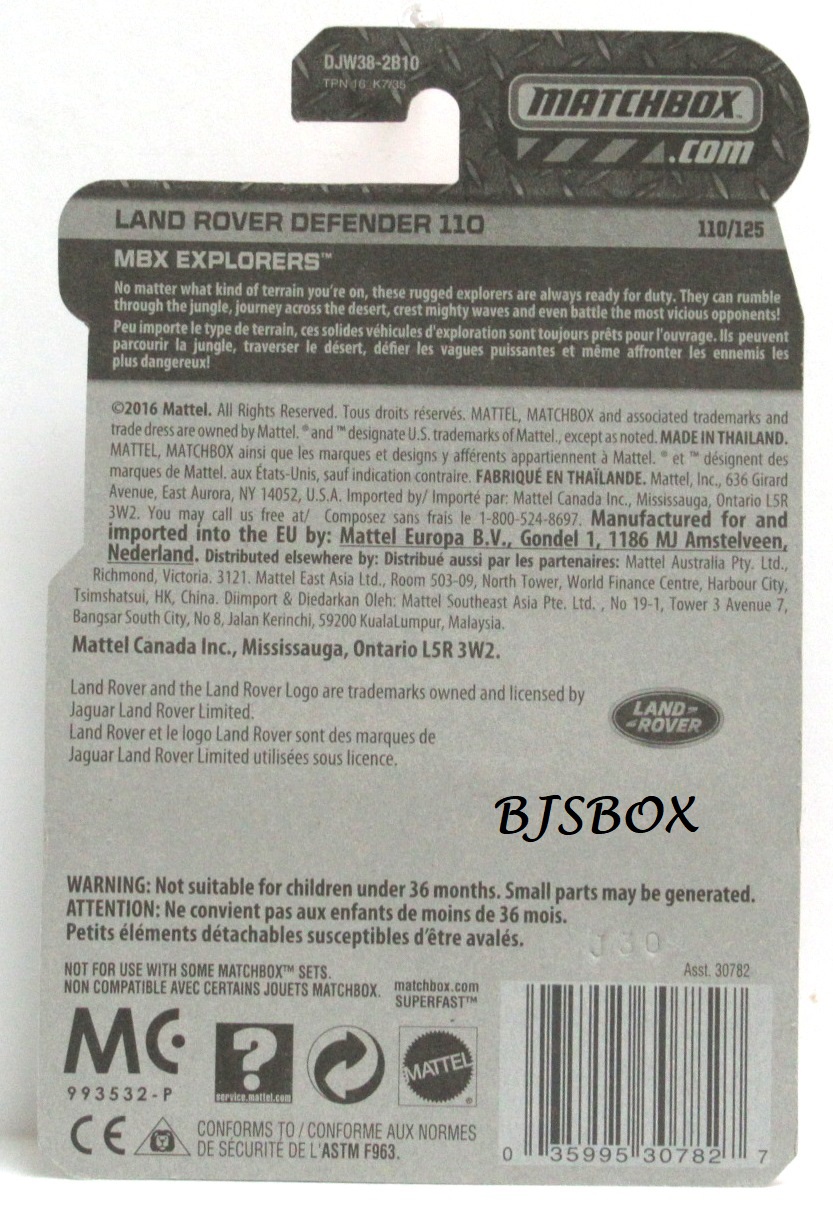 DJW38-2B10
TPN 16 K7735
MATCHBOX™
.COM
LAND ROVER DEFENDER 110
110/125
MBX EXPLORERS™
No matter what kind of terrain you're on, these rugged explorers are always ready for duty. They can rumble
through the jungle, journey across the desert, crest mighty waves and even battle the most vicious opponents!
Peu importe le type de terrain, ces solides véhicules d'exploration sont toujours prêts pour l'ouvrage. Ils peuvent
parcourir la jungle, traverser le désert, défier les vagues puissantes et même affronter les ennemis les
plus dangereux!
©2016 Mattel. All Rights Reserved. Tous droits réservés. MATTEL, MATCHBOX and associated trademarks and
trade dress are owned by Mattel. ® and ™ designate U.S. trademarks of Mattel., except as noted. MADE IN THAILAND.
MATTEL, MATCHBOX ainsi que les marques et designs y afférents appartiennent à Mattel. ® et ™ désignent des
marques de Mattel. aux États-Unis, sauf indication contraire. FABRIQUÉ EN THAÏLANDE. Mattel, Inc., 636 Girard
Avenue, East Aurora, NY 14052, U.S.A. Imported by/ Importé par: Mattel Canada Inc., Mississauga, Ontario L5R
3W2. You may call us free at/ Composez sans frais le 1-800-524-8697. Manufactured for and
imported into the EU by: Mattel Europa B.V., Gondel 1, 1186 MJ Amstelveen,
Nederland. Distributed elsewhere by: Distribué aussi par les partenaires: Mattel Australia Pty. Ltd.,
Richmond, Victoria. 3121. Mattel East Asia Ltd., Room 503-09, North Tower, World Finance Centre, Harbour City,
Tsimshatsui, HK, China. Diimport & Diedarkan Oleh: Mattel Southeast Asia Pte. Ltd. , No 19-1, Tower 3 Avenue 7,
Bangsar South City, No 8, Jalan Kerinchi, 59200 KualaLumpur, Malaysia.
Mattel Canada Inc., Mississauga, Ontario L5R 3W2.
Land Rover and the Land Rover Logo are trademarks owned and licensed by
Jaguar Land Rover Limited.
Land Rover et le logo Land Rover sont des marques de
Jaguar Land Rover Limited utilisées sous licence.
LAND-
-ROVER
BJSBOX
WARNING: Not suitable for children under 36 months. Small parts may be generated.
ATTENTION: Ne convient pas aux enfants de moins de 36 mois.
Petits éléments détachables susceptibles d'être avalés.
J30
NOT FOR USE WITH SOME MATCHBOX™ SETS.
NON COMPATIBLE AVEC CERTAINS JOUETS MATCHBOX.
matchbox.com
SUPERFAST™
Asst. 30782
MC
993532-P
?
service.mattel.com
MATTEL®
CE
CONFORMS TO / CONFORME AUX NORMES
DE SÉCURITÉ DE L'ASTM F963.
0 35995 30782 7